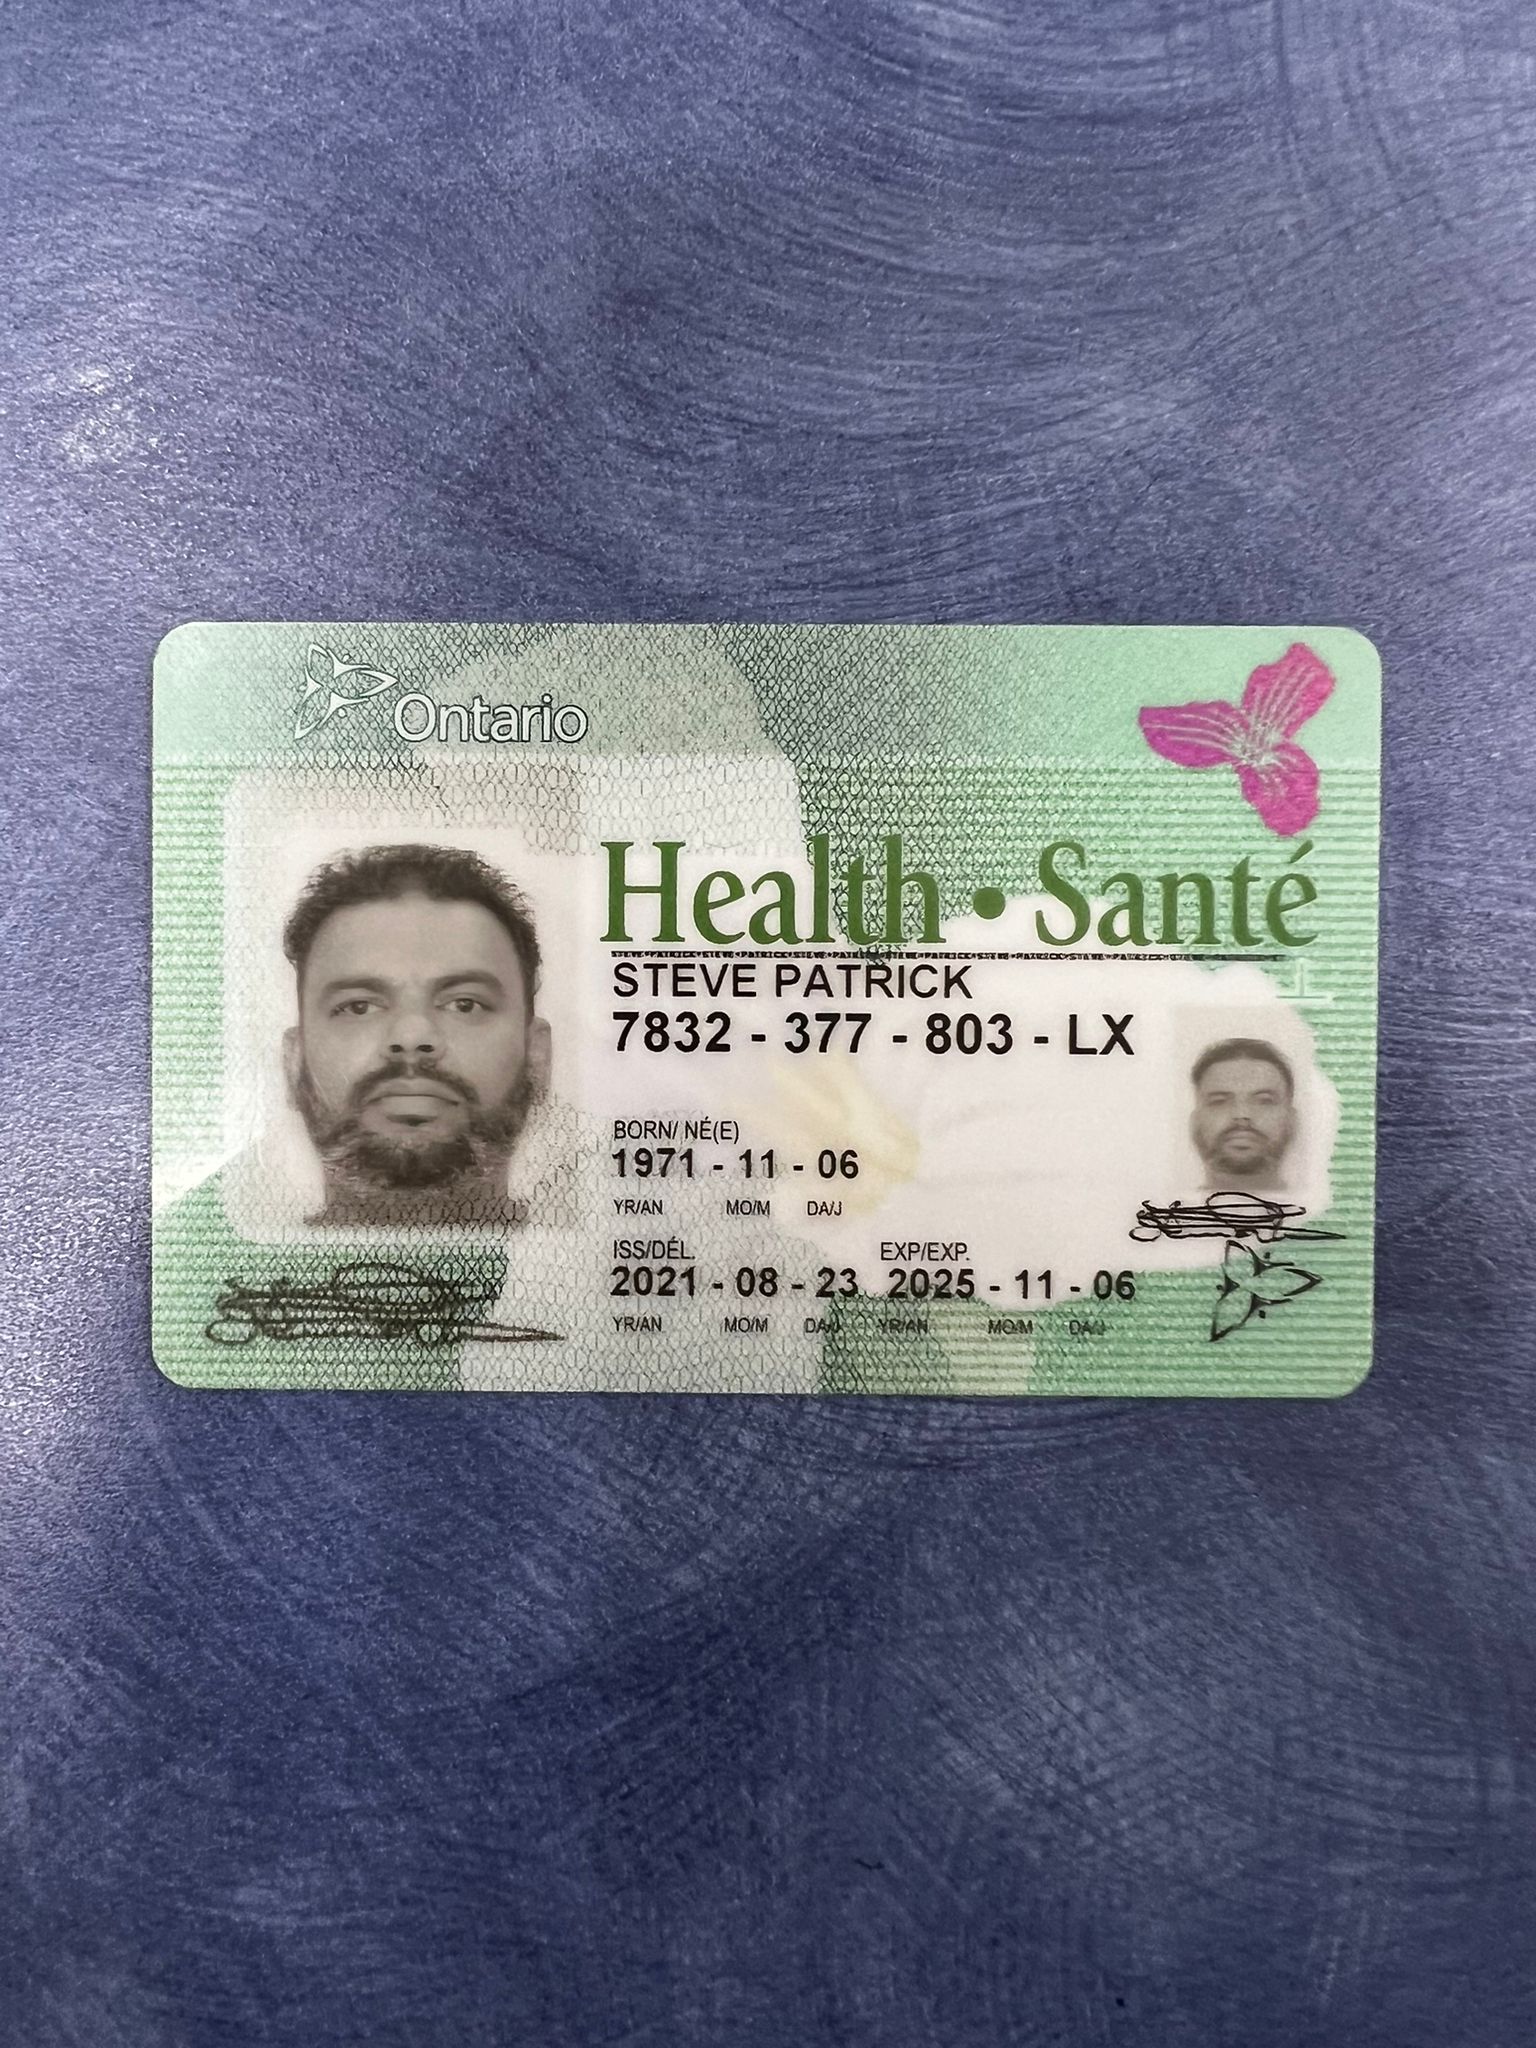 Ontario
Health • Santé
STEVE PATRICK
7832 - 377 - 803 - LX
BORN/ NÉ(E)
1971 - 11 - 06
YR/AN MO/M DA/J
ISS/DÉL. EXP/EXP.
2021 - 08 - 23 2025 - 11 - 06
YR/AN MO/M DA/J YR/AN MO/M DA/J